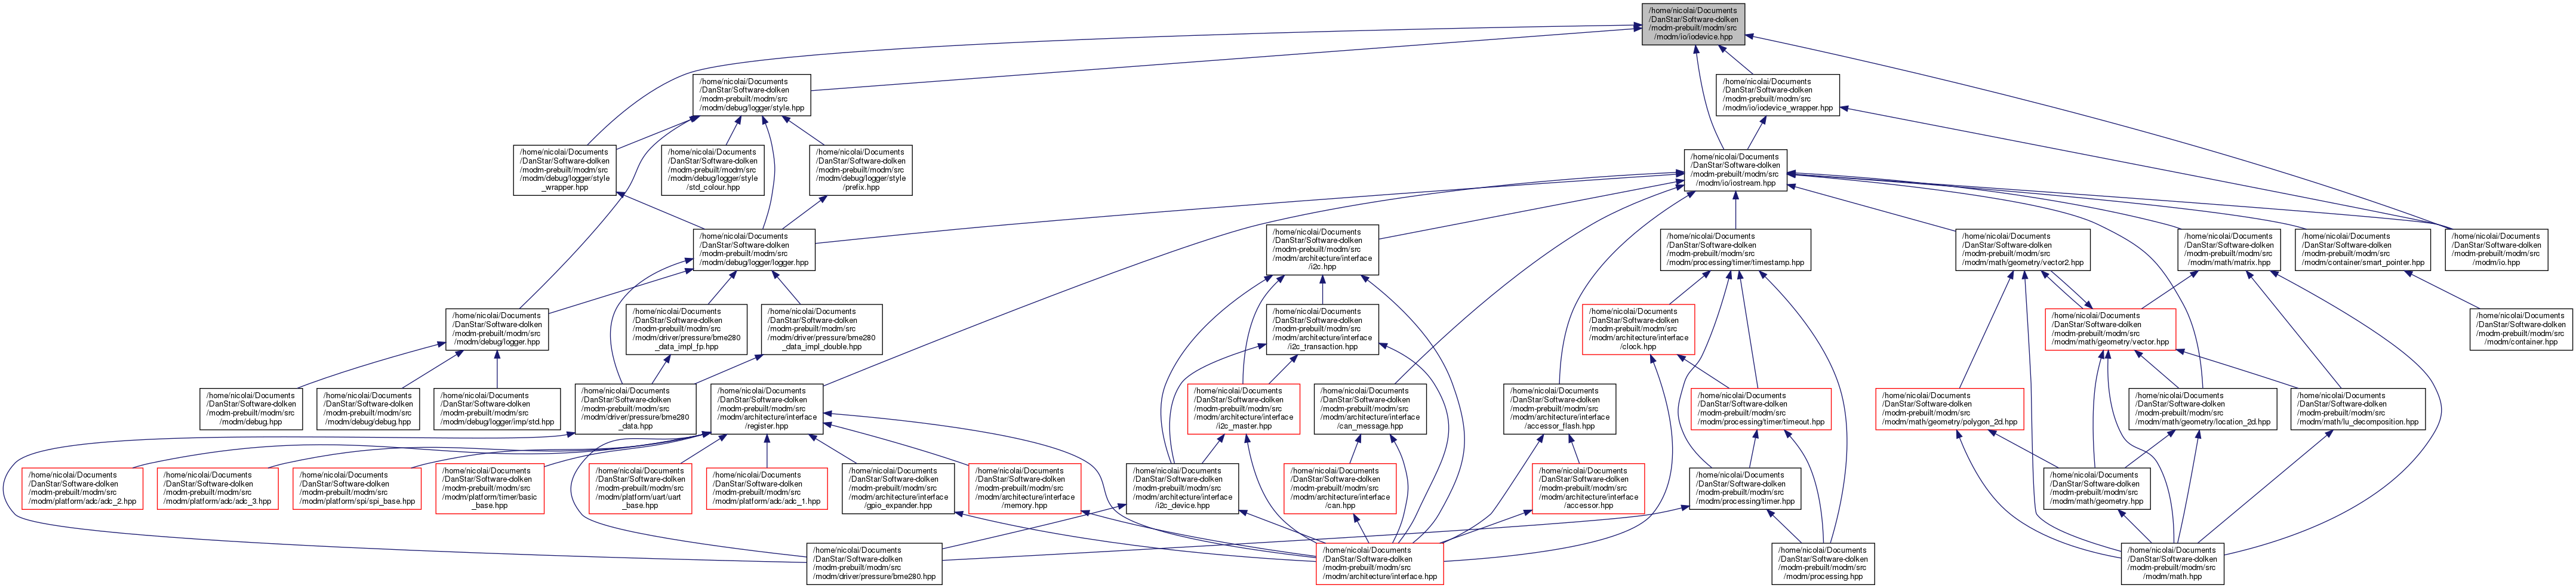 /home/nicolai/Documents
/DanStar/Software-dolken
/modm-prebuilt/modm/src
/modm/io/iodevice.hpp
/home/nicolai/Documents
/DanStar/Software-dolken
/modm-prebuilt/modm/src
/modm/debug/logger/style.hpp
/home/nicolai/Documents
/DanStar/Software-dolken
/modm-prebuilt/modm/src
/modm/io/iodevice_wrapper.hpp
/home/nicolai/Documents
/DanStar/Software-dolken
/modm-prebuilt/modm/src
/modm/debug/logger/style
_wrapper.hpp
/home/nicolai/Documents
/DanStar/Software-dolken
/modm-prebuilt/modm/src
/modm/debug/logger/style
/std_colour.hpp
/home/nicolai/Documents
/DanStar/Software-dolken
/modm-prebuilt/modm/src
/modm/debug/logger/style
/prefix.hpp
/home/nicolai/Documents
/DanStar/Software-dolken
/modm-prebuilt/modm/src
/modm/io/iostream.hpp
/home/nicolai/Documents
/DanStar/Software-dolken
/modm-prebuilt/modm/src
/modm/debug/logger/logger.hpp
/home/nicolai/Documents
/DanStar/Software-dolken
/modm-prebuilt/modm/src
/modm/architecture/interface
/i2c.hpp
/home/nicolai/Documents
/DanStar/Software-dolken
/modm-prebuilt/modm/src
/modm/processing/timer/timestamp.hpp
/home/nicolai/Documents
/DanStar/Software-dolken
/modm-prebuilt/modm/src
/modm/math/geometry/vector2.hpp
/home/nicolai/Documents
/DanStar/Software-dolken
/modm-prebuilt/modm/src
/modm/math/matrix.hpp
/home/nicolai/Documents
/DanStar/Software-dolken
/modm-prebuilt/modm/src
/modm/container/smart_pointer.hpp
/home/nicolai/Documents
/DanStar/Software-dolken
/modm-prebuilt/modm/src
/modm/io.hpp
/home/nicolai/Documents
/DanStar/Software-dolken
/modm-prebuilt/modm/src
/modm/debug/logger.hpp
/home/nicolai/Documents
/DanStar/Software-dolken
/modm-prebuilt/modm/src
/modm/driver/pressure/bme280
_data_impl_fp.hpp
/home/nicolai/Documents
/DanStar/Software-dolken
/modm-prebuilt/modm/src
/modm/driver/pressure/bme280
_data_impl_double.hpp
/home/nicolai/Documents
/DanStar/Software-dolken
/modm-prebuilt/modm/src
/modm/architecture/interface
/i2c_transaction.hpp
/home/nicolai/Documents
/DanStar/Software-dolken
/modm-prebuilt/modm/src
/modm/architecture/interface
/clock.hpp
/home/nicolai/Documents
/DanStar/Software-dolken
/modm-prebuilt/modm/src
/modm/math/geometry/vector.hpp
/home/nicolai/Documents
/DanStar/Software-dolken
/modm-prebuilt/modm/src
/modm/container.hpp
/home/nicolai/Documents
/DanStar/Software-dolken
/modm-prebuilt/modm/src
/modm/debug.hpp
/home/nicolai/Documents
/DanStar/Software-dolken
/modm-prebuilt/modm/src
/modm/debug/debug.hpp
/home/nicolai/Documents
/DanStar/Software-dolken
/modm-prebuilt/modm/src
/modm/debug/logger/imp/std.hpp
/home/nicolai/Documents
/DanStar/Software-dolken
/modm-prebuilt/modm/src
/modm/driver/pressure/bme280
_data.hpp
/home/nicolai/Documents
/DanStar/Software-dolken
/modm-prebuilt/modm/src
/modm/architecture/interface
/register.hpp
/home/nicolai/Documents
/DanStar/Software-dolken
/modm-prebuilt/modm/src
/modm/architecture/interface
/i2c_master.hpp
/home/nicolai/Documents
/DanStar/Software-dolken
/modm-prebuilt/modm/src
/modm/architecture/interface
/can_message.hpp
/home/nicolai/Documents
/DanStar/Software-dolken
/modm-prebuilt/modm/src
/modm/architecture/interface
/accessor_flash.hpp
/home/nicolai/Documents
/DanStar/Software-dolken
/modm-prebuilt/modm/src
/modm/processing/timer/timeout.hpp
/home/nicolai/Documents
/DanStar/Software-dolken
/modm-prebuilt/modm/src
/modm/math/geometry/polygon_2d.hpp
/home/nicolai/Documents
/DanStar/Software-dolken
/modm-prebuilt/modm/src
/modm/math/geometry/location_2d.hpp
/home/nicolai/Documents
/DanStar/Software-dolken
/modm-prebuilt/modm/src
/modm/math/lu_decomposition.hpp
/home/nicolai/Documents
/DanStar/Software-dolken
/modm-prebuilt/modm/src
/modm/platform/adc/adc_2.hpp
/home/nicolai/Documents
/DanStar/Software-dolken
/modm-prebuilt/modm/src
/modm/platform/adc/adc_3.hpp
/home/nicolai/Documents
/DanStar/Software-dolken
/modm-prebuilt/modm/src
/modm/platform/spi/spi_base.hpp
/home/nicolai/Documents
/DanStar/Software-dolken
/modm-prebuilt/modm/src
/modm/platform/timer/basic
_base.hpp
/home/nicolai/Documents
/DanStar/Software-dolken
/modm-prebuilt/modm/src
/modm/platform/uart/uart
_base.hpp
/home/nicolai/Documents
/DanStar/Software-dolken
/modm-prebuilt/modm/src
/modm/platform/adc/adc_1.hpp
/home/nicolai/Documents
/DanStar/Software-dolken
/modm-prebuilt/modm/src
/modm/architecture/interface
/gpio_expander.hpp
/home/nicolai/Documents
/DanStar/Software-dolken
/modm-prebuilt/modm/src
/modm/architecture/interface
/memory.hpp
/home/nicolai/Documents
/DanStar/Software-dolken
/modm-prebuilt/modm/src
/modm/architecture/interface
/i2c_device.hpp
/home/nicolai/Documents
/DanStar/Software-dolken
/modm-prebuilt/modm/src
/modm/architecture/interface
/can.hpp
/home/nicolai/Documents
/DanStar/Software-dolken
/modm-prebuilt/modm/src
/modm/architecture/interface
/accessor.hpp
/home/nicolai/Documents
/DanStar/Software-dolken
/modm-prebuilt/modm/src
/modm/processing/timer.hpp
/home/nicolai/Documents
/DanStar/Software-dolken
/modm-prebuilt/modm/src
/modm/math/geometry.hpp
/home/nicolai/Documents
/DanStar/Software-dolken
/modm-prebuilt/modm/src
/modm/driver/pressure/bme280.hpp
/home/nicolai/Documents
/DanStar/Software-dolken
/modm-prebuilt/modm/src
/modm/architecture/interface.hpp
/home/nicolai/Documents
/DanStar/Software-dolken
/modm-prebuilt/modm/src
/modm/processing.hpp
/home/nicolai/Documents
/DanStar/Software-dolken
/modm-prebuilt/modm/src
/modm/math.hpp